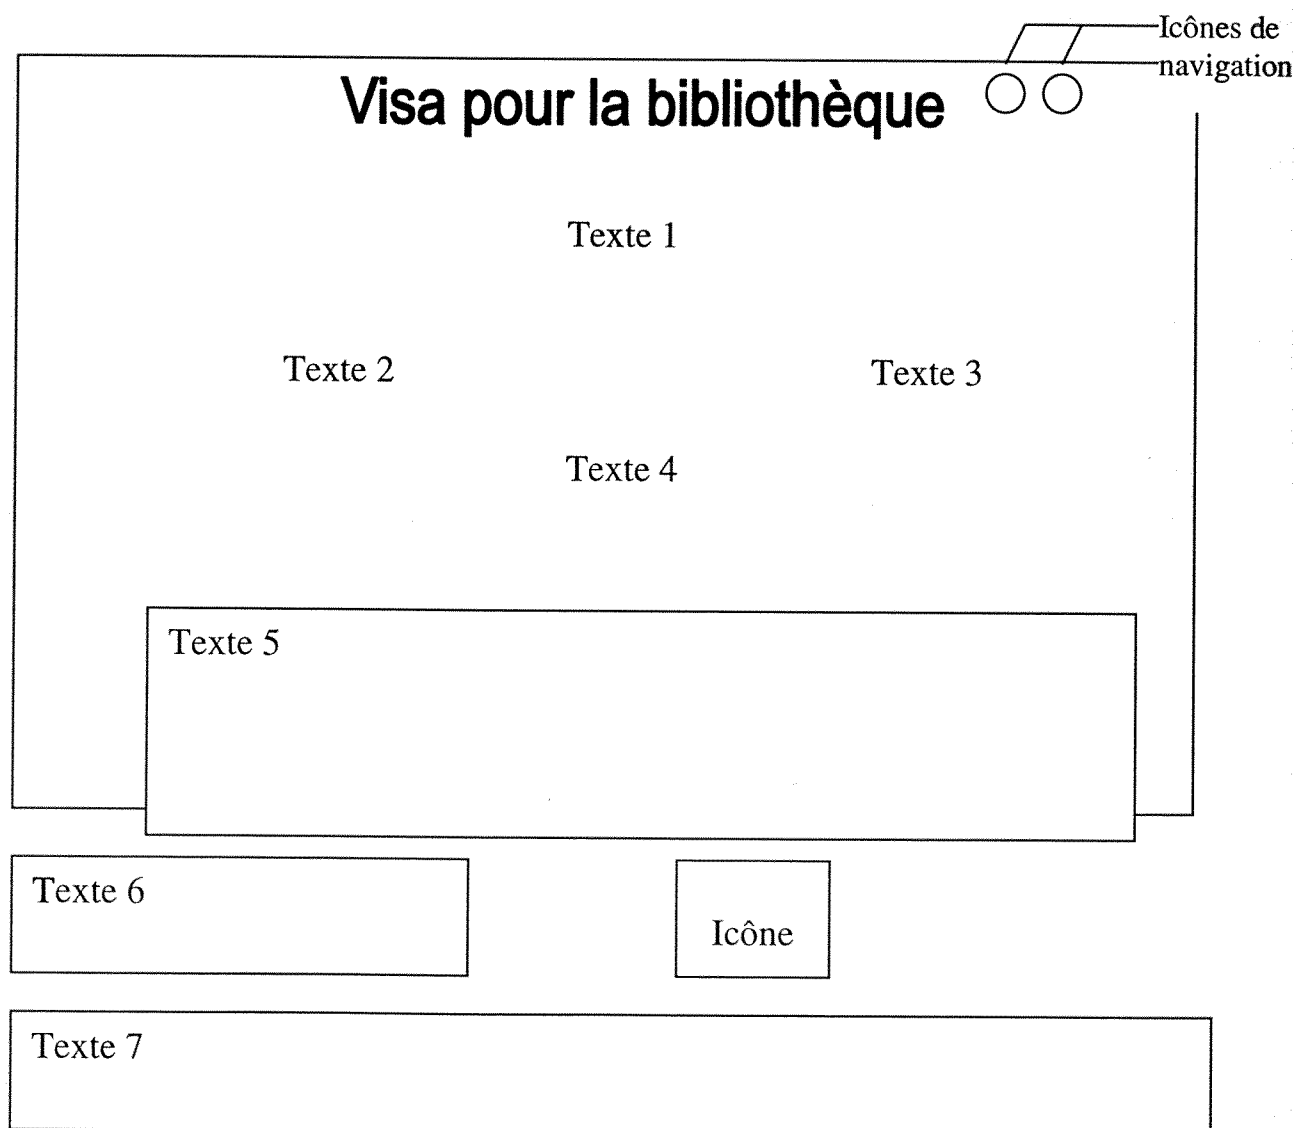 Icônes de
navigation
Visa pour la bibliothèque
Texte 1
Texte 2
Texte 3
Texte 4
Texte 5
Texte 6
Icône
Texte 7